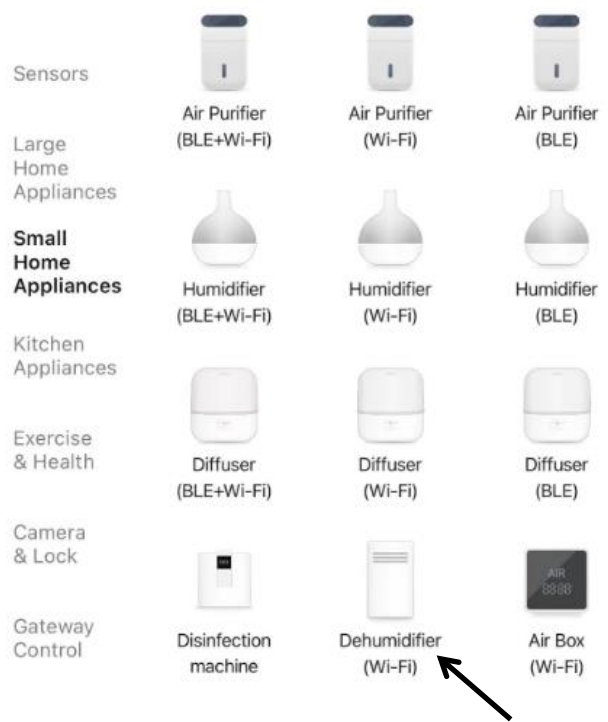 Sensors
Large
Home
Appliances
Small
Home
Appliances
Kitchen
Appliances
Exercise
& Health
Camera
& Lock
Gateway
Control
Air Purifier
(BLE+Wi-Fi)
Air Purifier
(Wi-Fi)
Air Purifier
(BLE)
Humidifier
(BLE+Wi-Fi)
Humidifier
(Wi-Fi)
Humidifier
(BLE)
Diffuser
(BLE+Wi-Fi)
Diffuser
(Wi-Fi)
Diffuser
(BLE)
Disinfection
machine
Dehumidifier
(Wi-Fi)
AIR
8888
Air Box
(Wi-Fi)